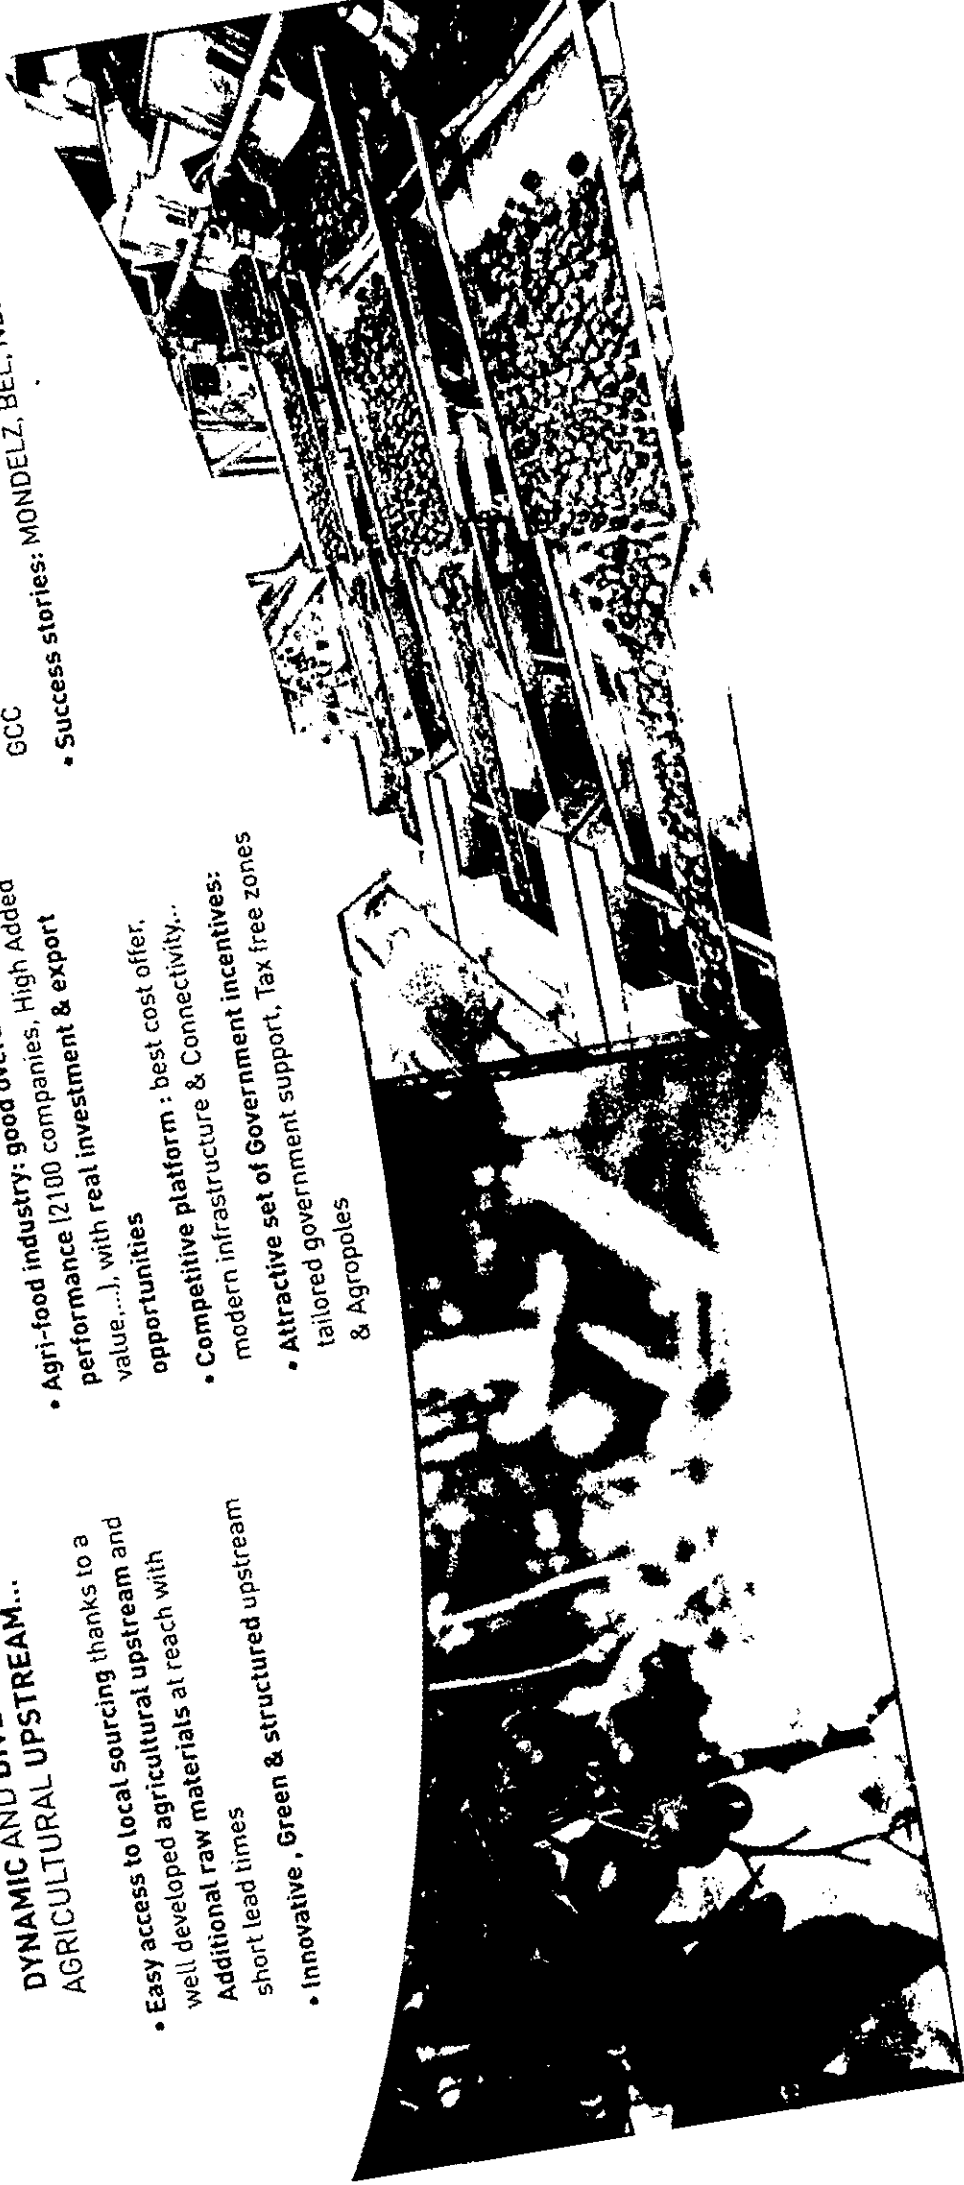 DYNAMIC AND
AGRICULTURAL UPSTREAM...
• Easy access to local sourcing thanks to a
well developed agricultural upstream and
Additional raw materials at reach with
short lead times
• Innovative , Green & structured upstream
• Agri-food industry: good
performance (2100 companies, High Added
value,...), with real investment & export
opportunities
• Competitive platform : best cost offer,
modern infrastructure & Connectivity...
• Attractive set of Government incentives:
tailored government support, Tax free zones
& Agropoles
GCC
• Success stories: MONDELZ, BEL,